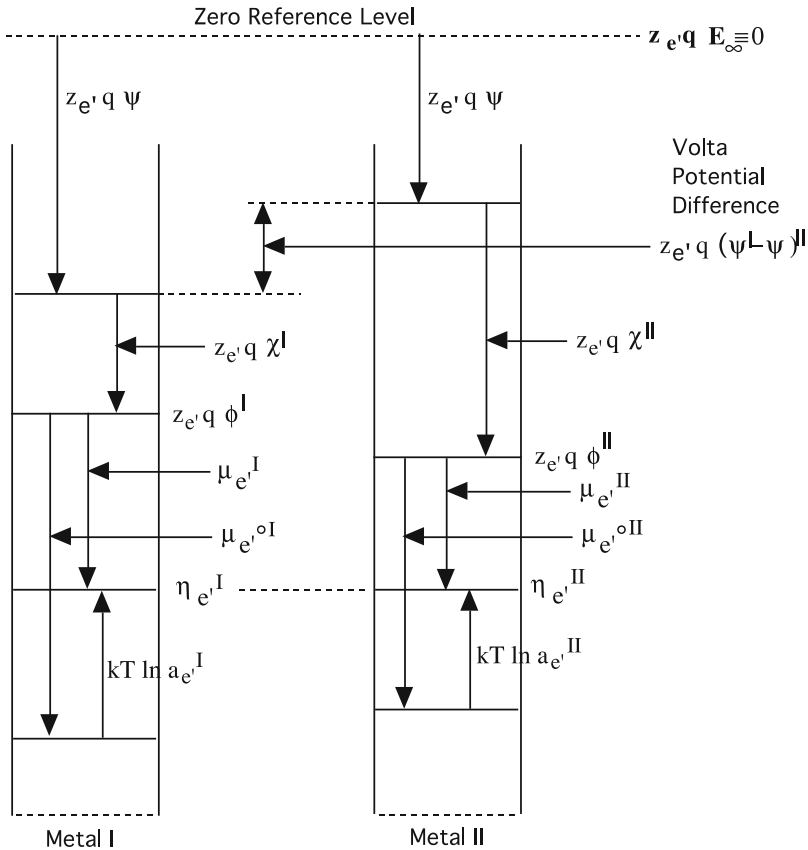 Zero Reference Level
z e' q E∞≡0
z e' q ψ
z e' q ψ
Volta
Potential
Difference
z e' q (ψ I– ψ) II
z e' q χ I
z e' q χ II
z e' q ϕ I
z e' q ϕ II
μ e' I
μ e' II
μ e' ° I
μ e' ° II
η e' I
η e' II
kT ln a e' I
kT ln a e' II
Metal I
Metal II